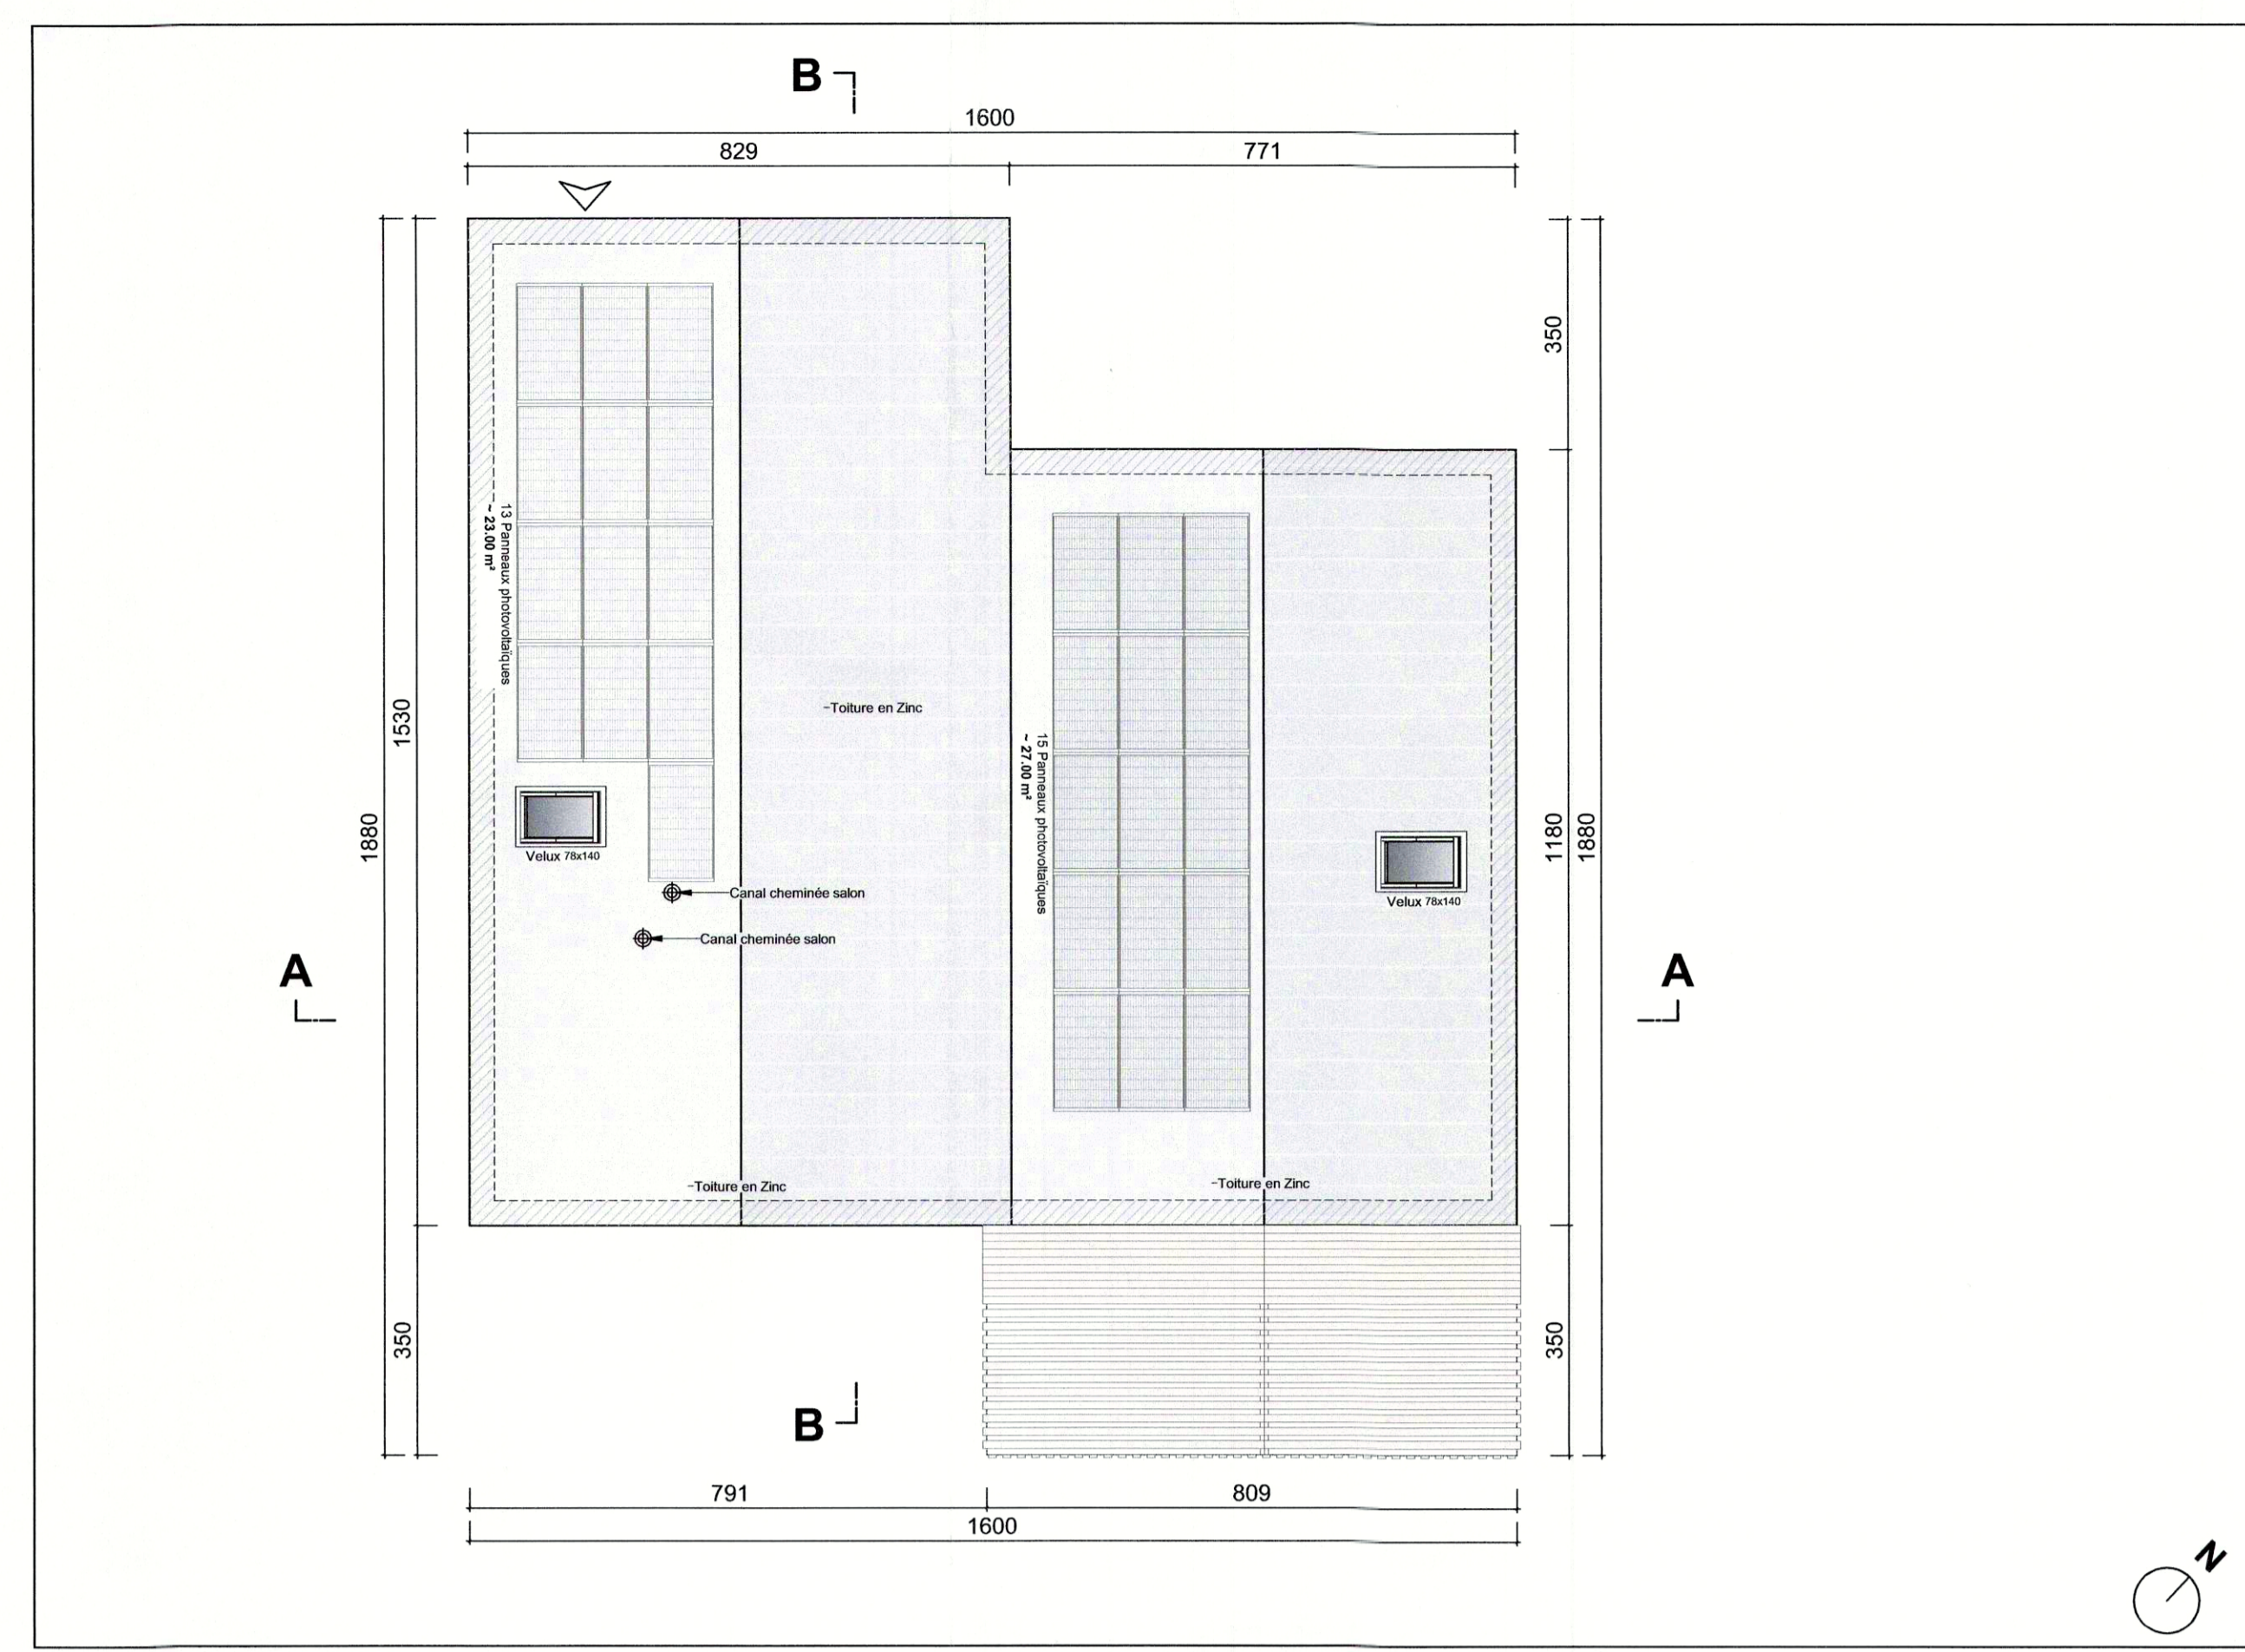 B
1600
829
771
350
13 Panneaux photovoltaïques
~ 23.00 m²
1530
-Toiture en Zinc
15 Panneaux photovoltaïques
~ 27.00 m²
1880
1180
1880
Velux 78x140
Canal cheminée salon
Velux 78x140
Canal cheminée salon
A
A
-Toiture en Zinc
-Toiture en Zinc
350
350
B
791
809
1600
N